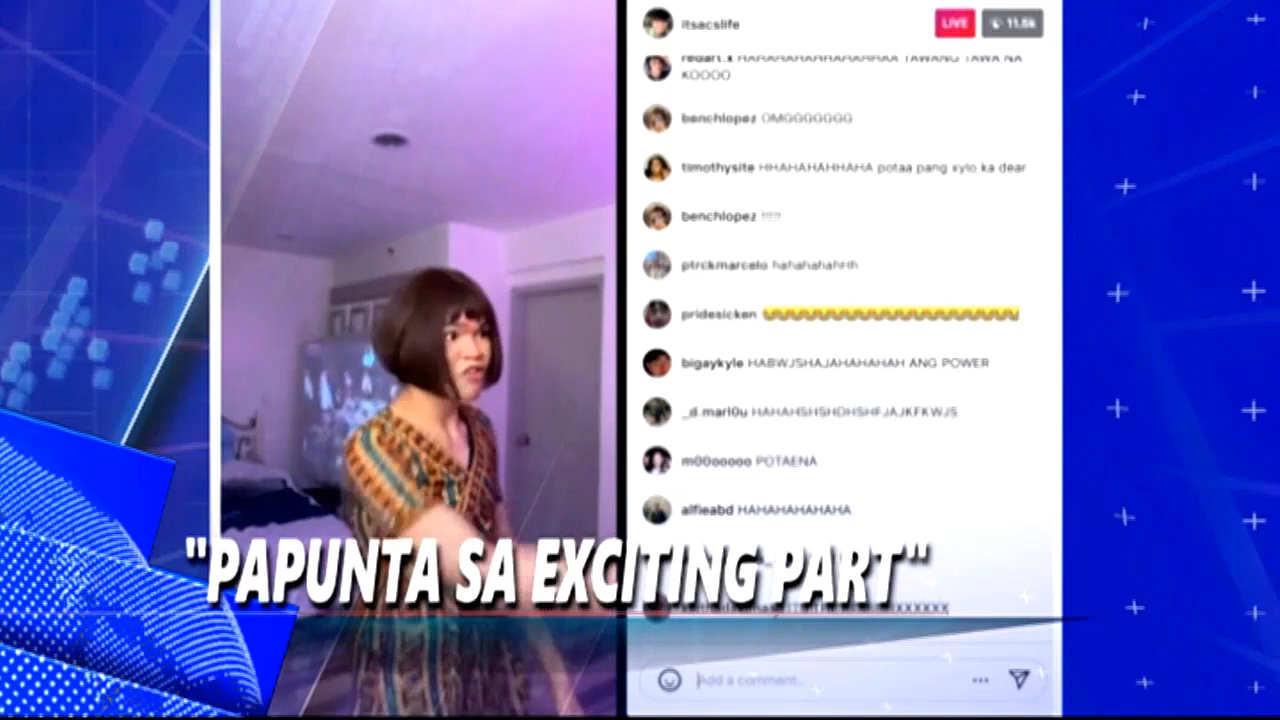 itsacslife
LIVE 11.5k
redart.x HAHAHAHAHHAHAHAHAA TAWANG TAWA NA
KOOOO
benchlopez OMGGGGGGG
timothysite HHAHAHAHHAHA potaa pang xylo ka dear
benchlopez !!!!!
ptrckmarcelo hahahahahHh
pridesicken
bigaykyle HABWJSHAJAHAHAHAH ANG POWER
_d.marl0u HAHAHSHSHDHSHFJAJKFKWJS
m00ooooo POTAENA
alfieabd HAHAHAHAHAHA
"PAPUNTA SA EXCITING PART"
Add a comment...